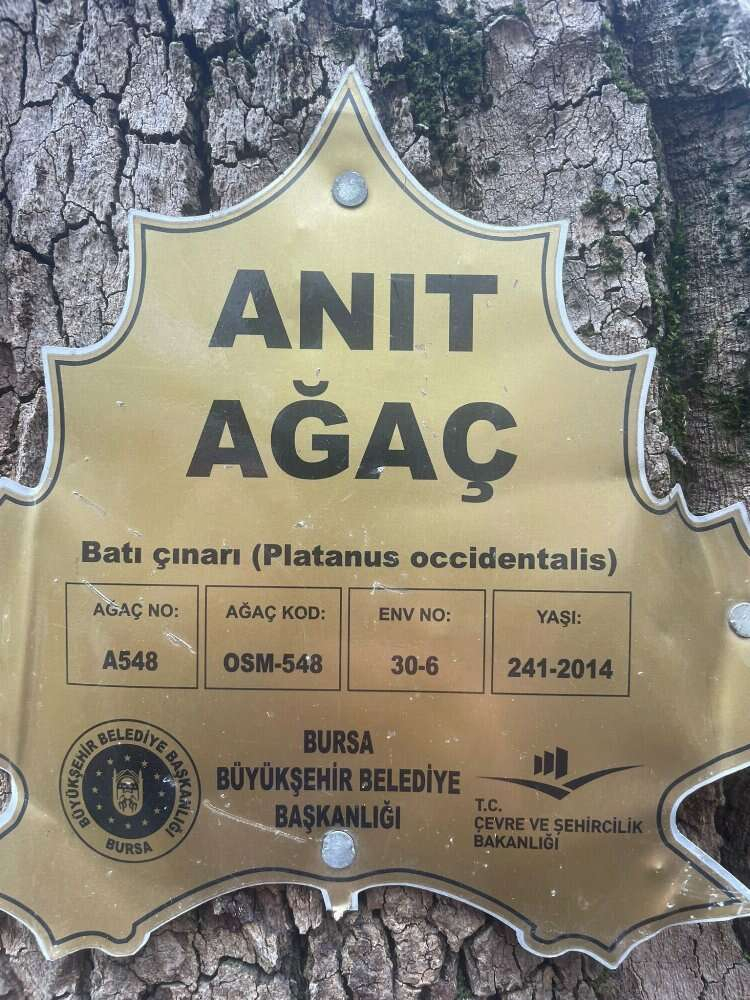 ANIT
AĞAÇ
Batı çınarı (Platanus occidentalis)
AĞAÇ NO:
A548
AĞAÇ KOD:
OSM-548
ENV NO:
30-6
YAŞI:
241-2014
BÜYÜKŞEHİR BELEDİYE BAŞKANLIĞI
BURSA
BURSA
BÜYÜKŞEHİR BELEDİYE
BAŞKANLIĞI
T.C.
ÇEVRE VE ŞEHİRCİLİK
BAKANLIĞI